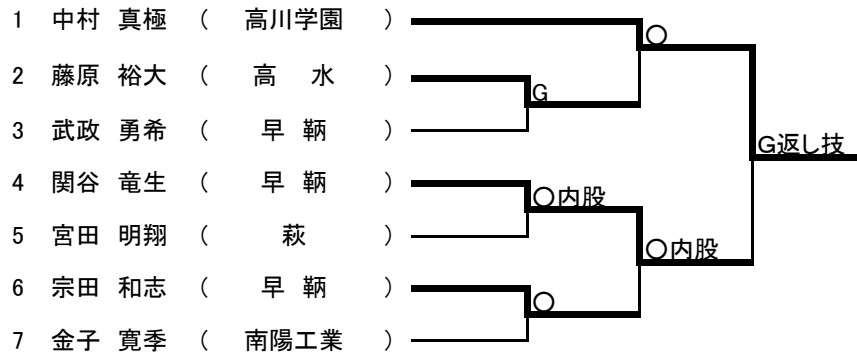 1 中村 真極 ( 高川学園 )
〇
2 藤原 裕大 ( 高 水 )
G
3 武政 勇希 ( 早 鞆 )
G返し技
4 関谷 竜生 ( 早 鞆 )
〇内股
5 宮田 明翔 ( 萩 )
〇内股
6 宗田 和志 ( 早 鞆 )
〇
7 金子 寛季 ( 南陽工業 )